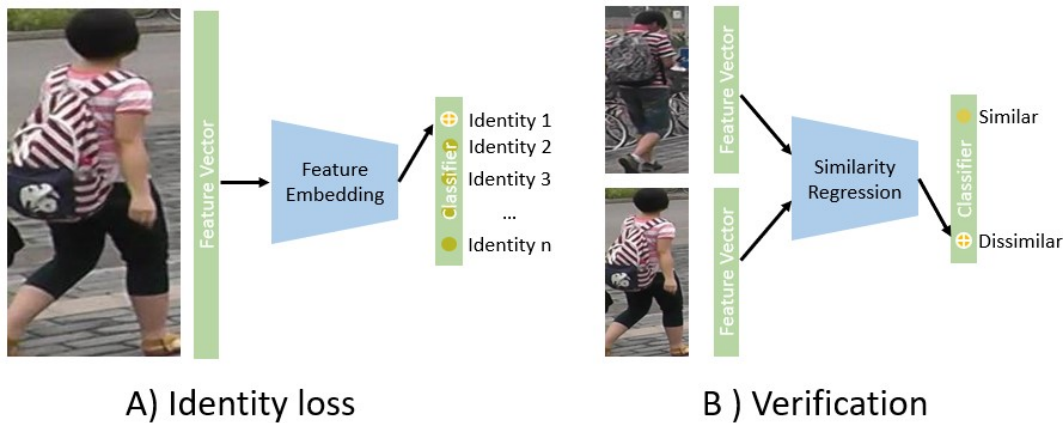 Feature Vector
Feature
Embedding
Classifier
Identity 1
Identity 2
Identity 3
...
Identity n
A) Identity loss
Feature Vector
Feature Vector
Similarity
Regression
Classifier
Similar
Dissimilar
B ) Verification